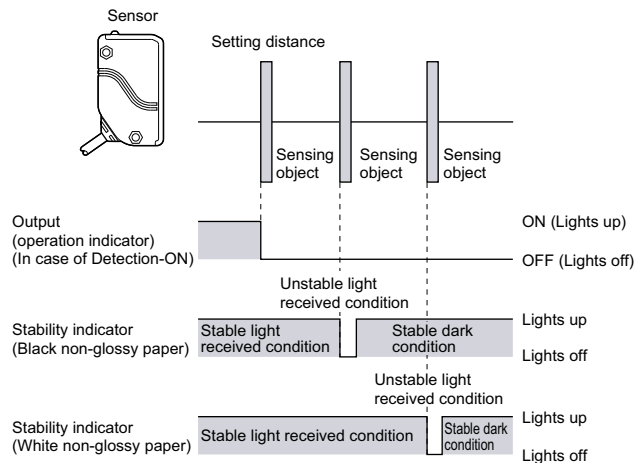 Sensor
Setting distance
Sensing
object
Sensing
object
Sensing
object
Output
(operation indicator)
(In case of Detection-ON)
ON (Lights up)
OFF (Lights off)
Unstable light
received condition
Stability indicator
(Black non-glossy paper)
Stable light
received condition
Stable dark
condition
Lights up
Lights off
Unstable light
received condition
Stability indicator
(White non-glossy paper)
Stable light received condition
Stable dark
condition
Lights up
Lights off